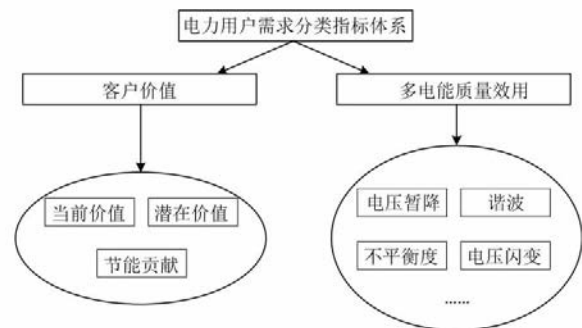 电力用户需求分类指标体系
客户价值
多电能质量效用
当前价值
潜在价值
节能贡献
电压暂降
谐波
不平衡度
电压闪变
......